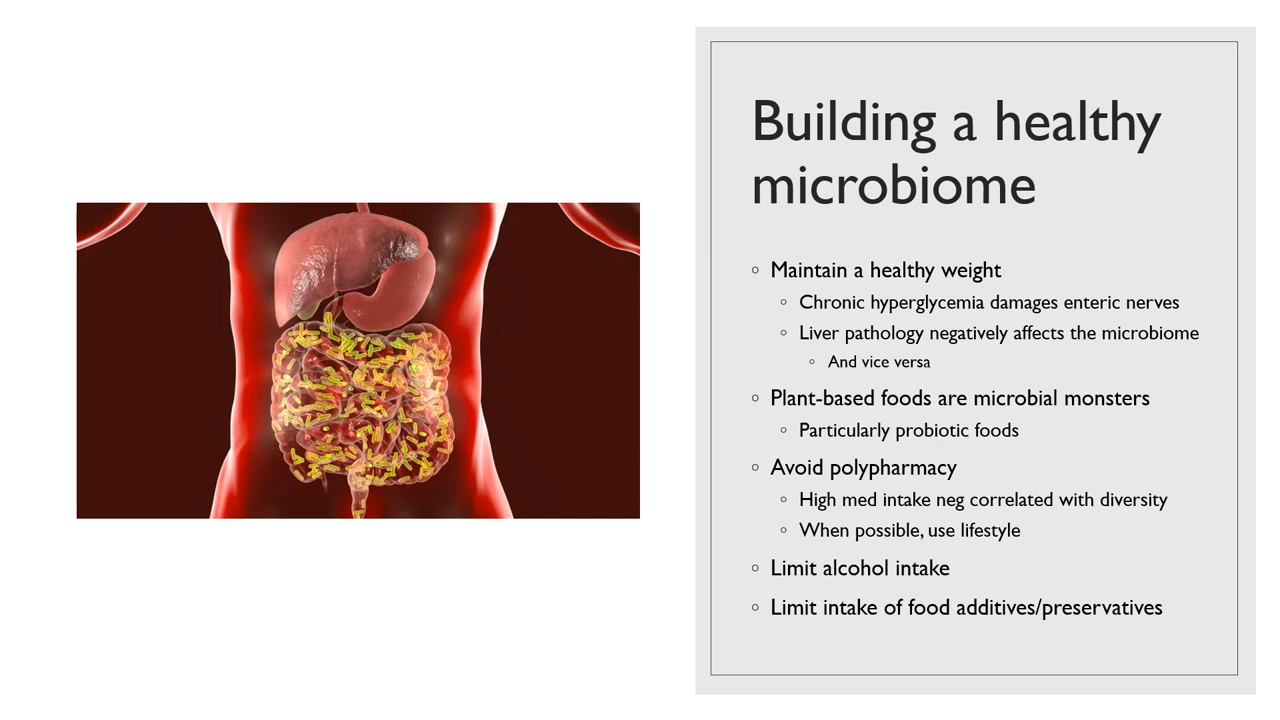 Building a healthy
microbiome
◦ Maintain a healthy weight
◦ Chronic hyperglycemia damages enteric nerves
◦ Liver pathology negatively affects the microbiome
◦ And vice versa
◦ Plant-based foods are microbial monsters
◦ Particularly probiotic foods
◦ Avoid polypharmacy
◦ High med intake neg correlated with diversity
◦ When possible, use lifestyle
◦ Limit alcohol intake
◦ Limit intake of food additives/preservatives